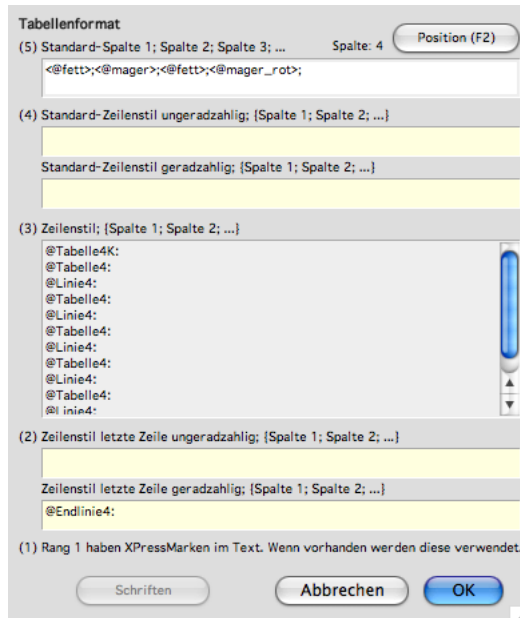 Tabellenformat
(5) Standard-Spalte 1; Spalte 2; Spalte 3; ... Spalte: 4 Position (F2)
<@fett>;<@mager>;<@fett>;<@mager_rot>;
(4) Standard-Zeilenstil ungeradzahlig; {Spalte 1; Spalte 2; ...}
Standard-Zeilenstil geradzahlig; {Spalte 1; Spalte 2; ...}
(3) Zeilenstil; {Spalte 1; Spalte 2; ...}
@Tabelle4K:
@Tabelle4:
@Linie4:
@Tabelle4:
@Linie4:
@Tabelle4:
@Linie4:
@Tabelle4:
@Linie4:
@Tabelle4:
@Linie4:
(2) Zeilenstil letzte Zeile ungeradzahlig; {Spalte 1; Spalte 2; ...}
Zeilenstil letzte Zeile geradzahlig; {Spalte 1; Spalte 2; ...}
@Endlinie4:
(1) Rang 1 haben XPressMarken im Text. Wenn vorhanden werden diese verwendet.
Schriften Abbrechen OK